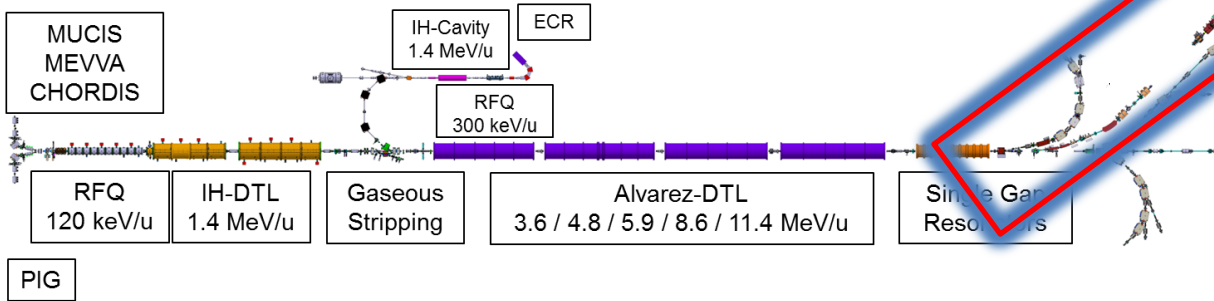 MUCIS
MEVVA
CHORDIS
IH-Cavity
1.4 MeV/u
ECR
RFQ
300 keV/u
RFQ
120 keV/u
IH-DTL
1.4 MeV/u
Gaseous
Stripping
Alvarez-DTL
3.6 / 4.8 / 5.9 / 8.6 / 11.4 MeV/u
Single Gap
Resonators
PIG